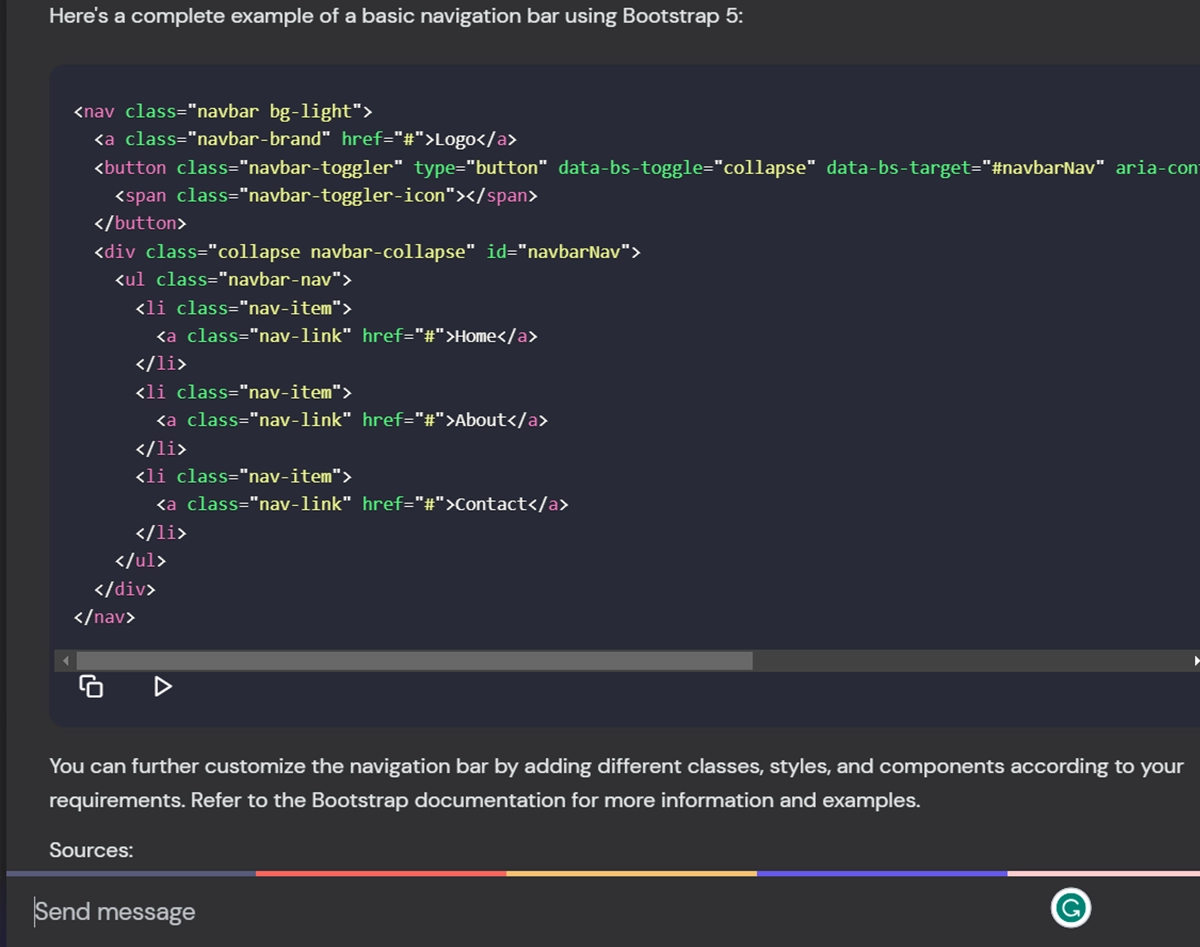 Here's a complete example of a basic navigation bar using Bootstrap 5:
<nav class="navbar bg-light">
  <a class="navbar-brand" href="#">Logo</a>
  <button class="navbar-toggler" type="button" data-bs-toggle="collapse" data-bs-target="#navbarNav" aria-con
    <span class="navbar-toggler-icon"></span>
  </button>
  <div class="collapse navbar-collapse" id="navbarNav">
    <ul class="navbar-nav">
      <li class="nav-item">
        <a class="nav-link" href="#">Home</a>
      </li>
      <li class="nav-item">
        <a class="nav-link" href="#">About</a>
      </li>
      <li class="nav-item">
        <a class="nav-link" href="#">Contact</a>
      </li>
    </ul>
  </div>
</nav>
You can further customize the navigation bar by adding different classes, styles, and components according to your
requirements. Refer to the Bootstrap documentation for more information and examples.
Sources:
Send message